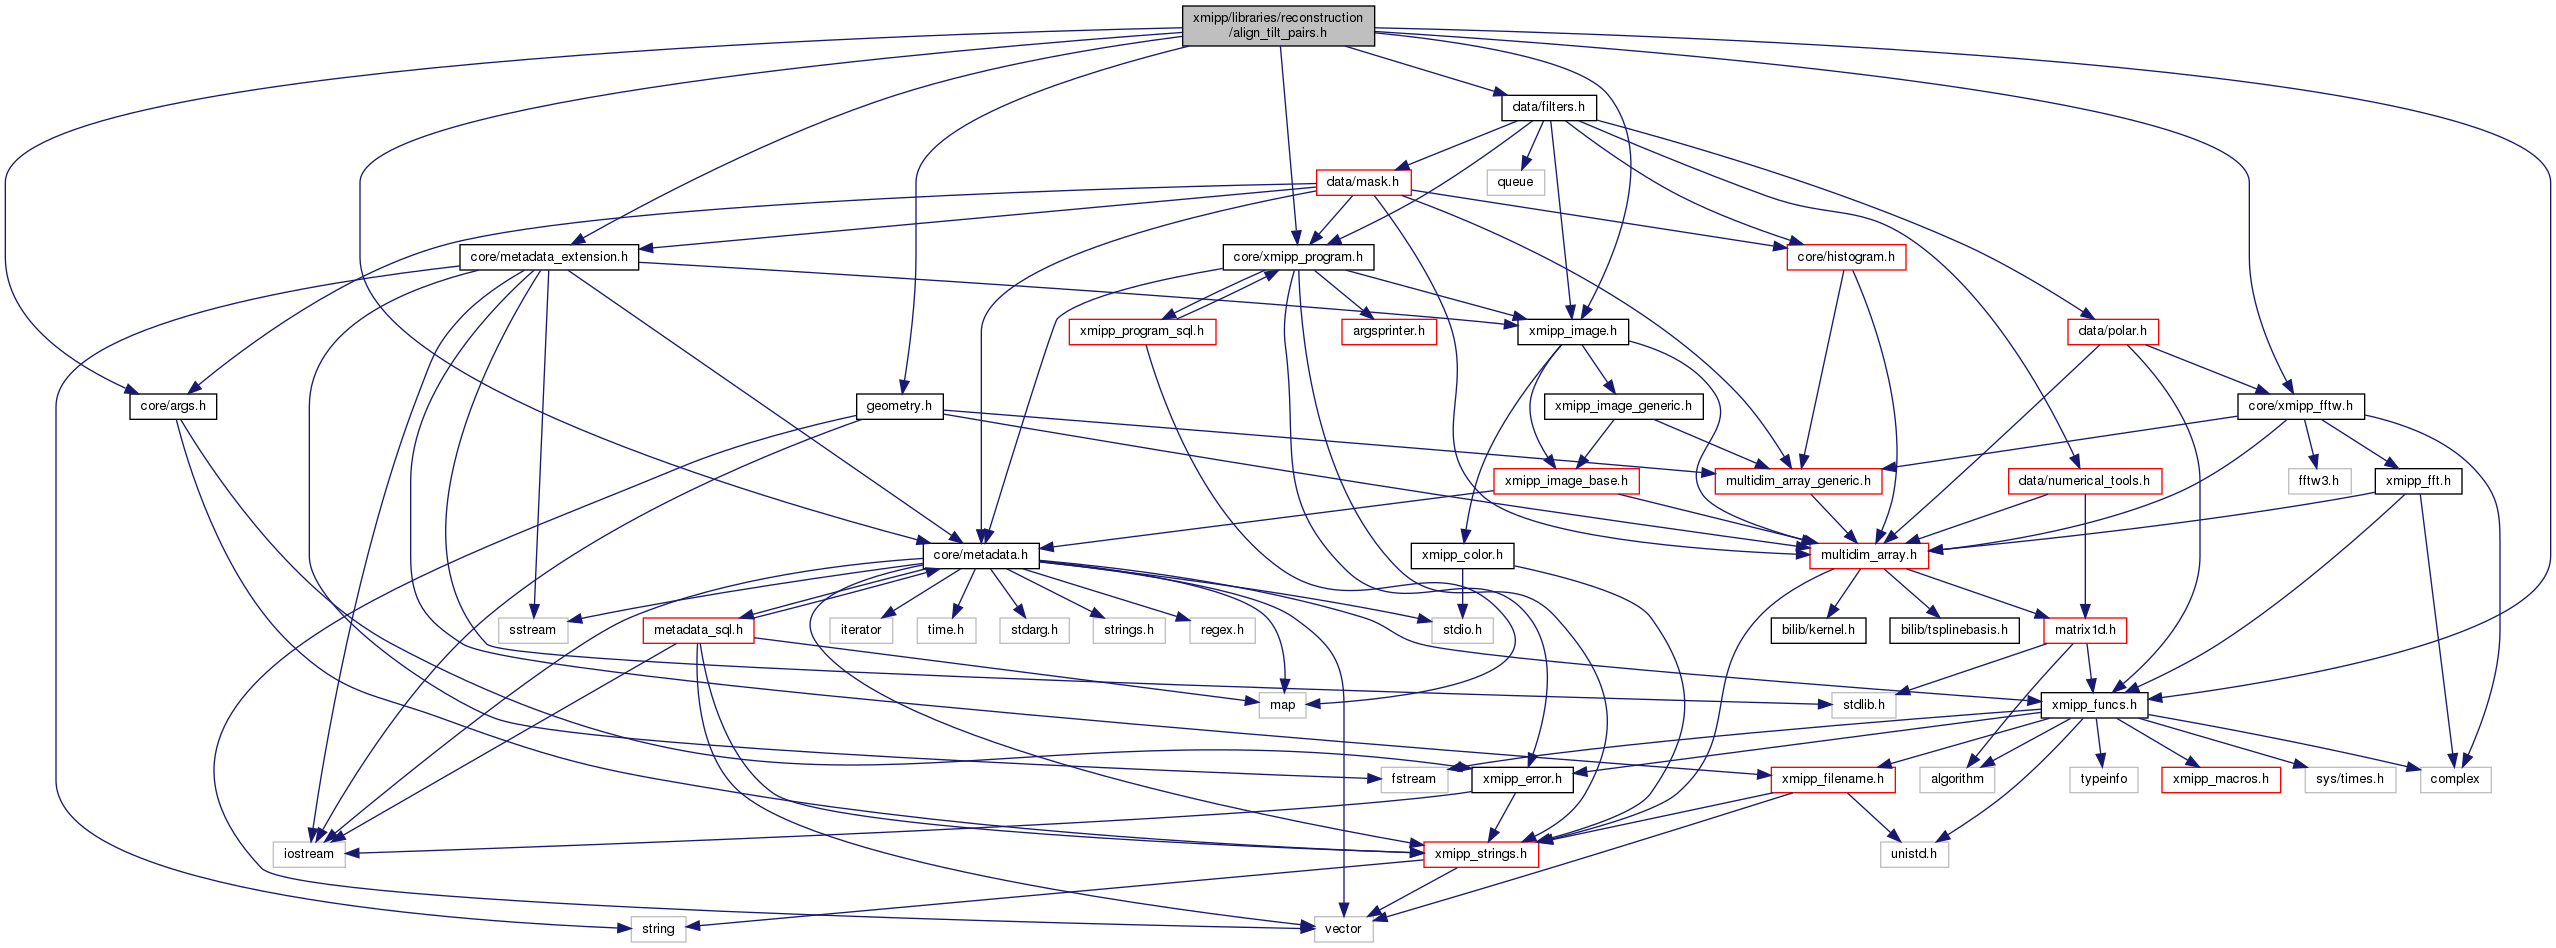 xmipp/libraries/reconstruction
/align_tilt_pairs.h
data/filters.h
data/mask.h
queue
core/metadata_extension.h
core/xmipp_program.h
core/histogram.h
xmipp_program_sql.h
argsprinter.h
xmipp_image.h
data/polar.h
core/args.h
geometry.h
xmipp_image_generic.h
core/xmipp_fftw.h
xmipp_image_base.h
multidim_array_generic.h
data/numerical_tools.h
fftw3.h
xmipp_fft.h
core/metadata.h
xmipp_color.h
multidim_array.h
sstream
metadata_sql.h
iterator
time.h
stdarg.h
strings.h
regex.h
stdio.h
bilib/kernel.h
bilib/tsplinebasis.h
matrix1d.h
map
stdlib.h
xmipp_funcs.h
fstream
xmipp_error.h
xmipp_filename.h
algorithm
typeinfo
xmipp_macros.h
sys/times.h
complex
iostream
xmipp_strings.h
unistd.h
string
vector